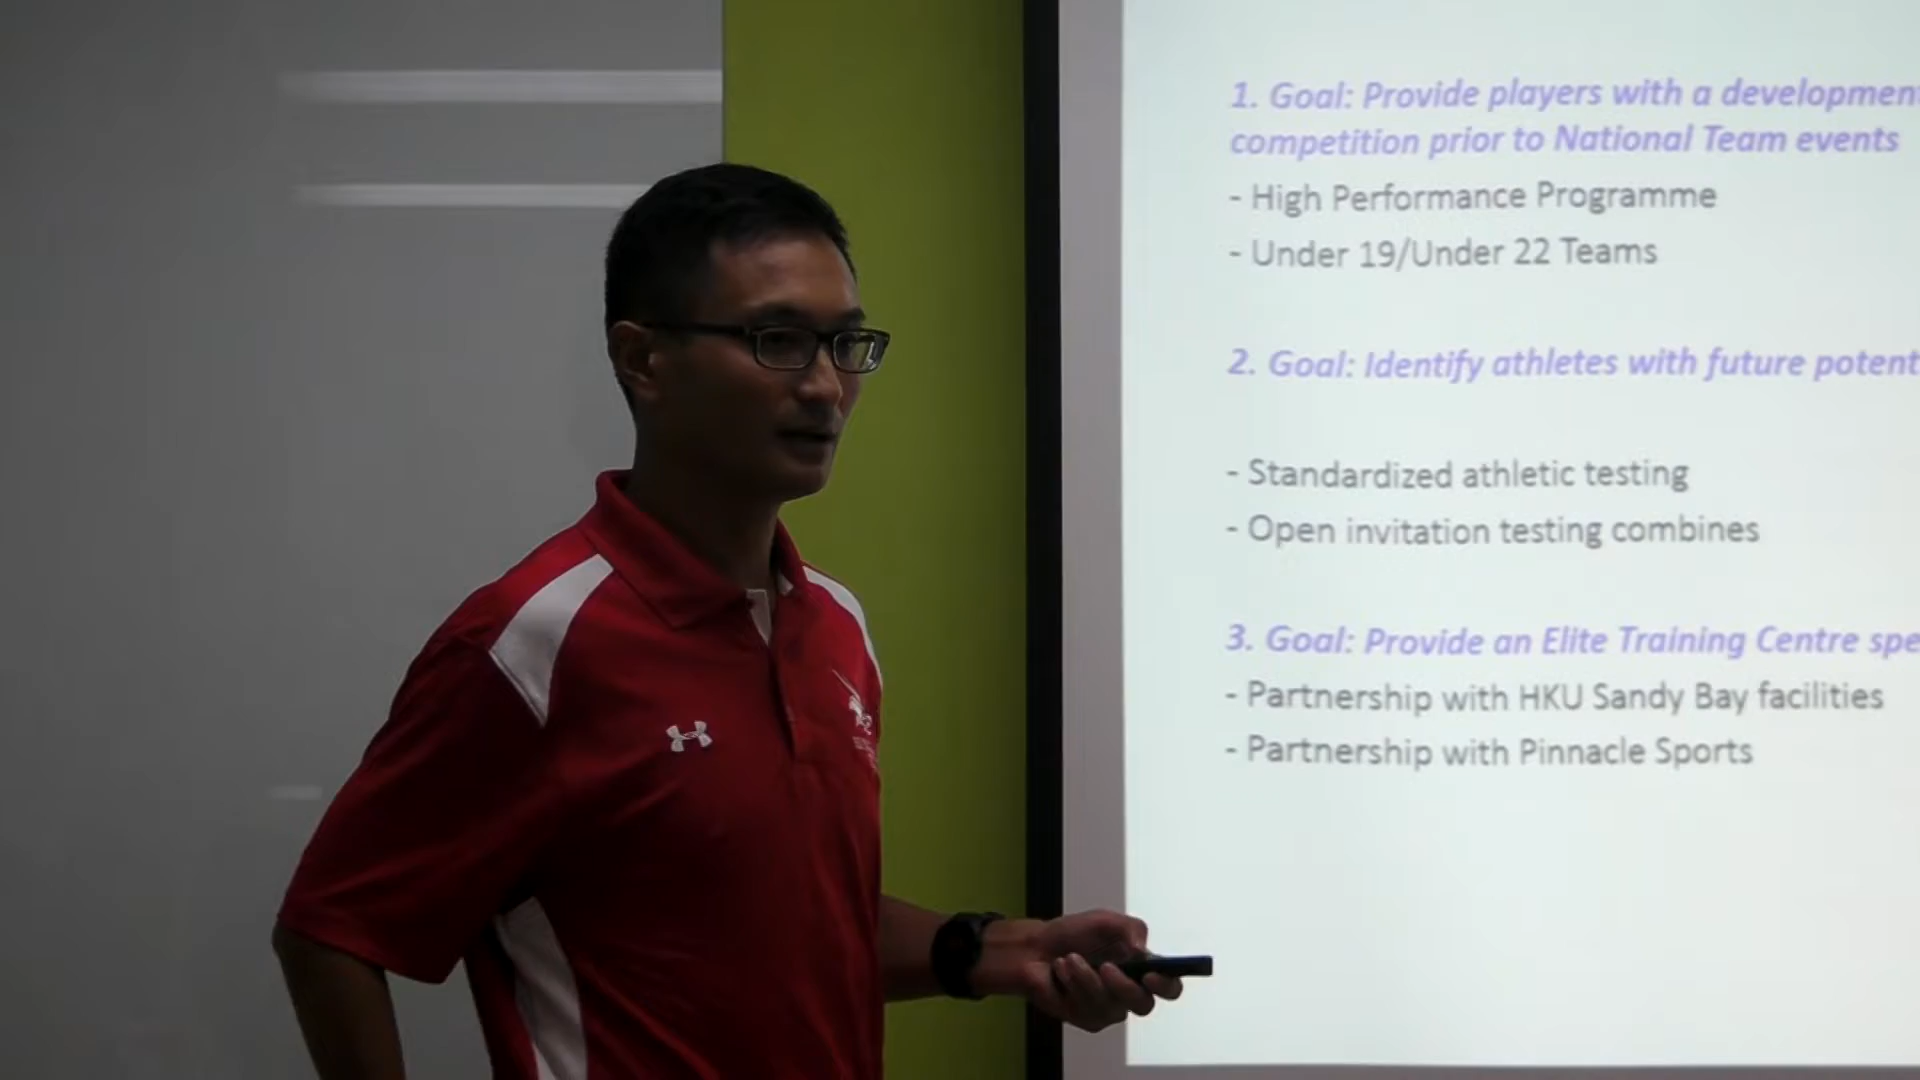 1. Goal: Provide players with a development
competition prior to National Team events
- High Performance Programme
- Under 19/Under 22 Teams
2. Goal: Identify athletes with future potent
- Standardized athletic testing
- Open invitation testing combines
3. Goal: Provide an Elite Training Centre spe
- Partnership with HKU Sandy Bay facilities
- Partnership with Pinnacle Sports